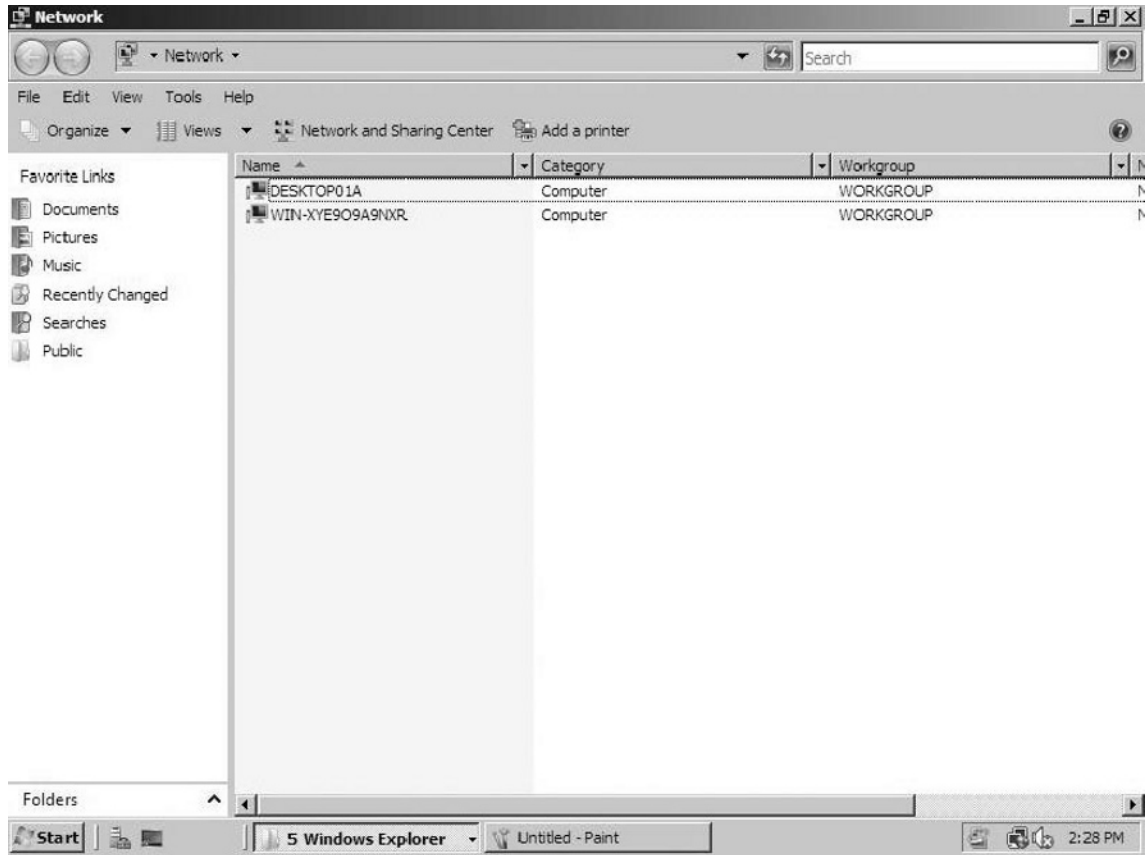 Network
Network
Search
File Edit View Tools Help
Organize Views Network and Sharing Center Add a printer
Favorite Links
Documents
Pictures
Music
Recently Changed
Searches
Public
Name Category Workgroup N
DESKTOP01A Computer WORKGROUP N
WIN-XYE9O9A9NXR Computer WORKGROUP N
Folders
Start 5 Windows Explorer Untitled - Paint 2:28 PM